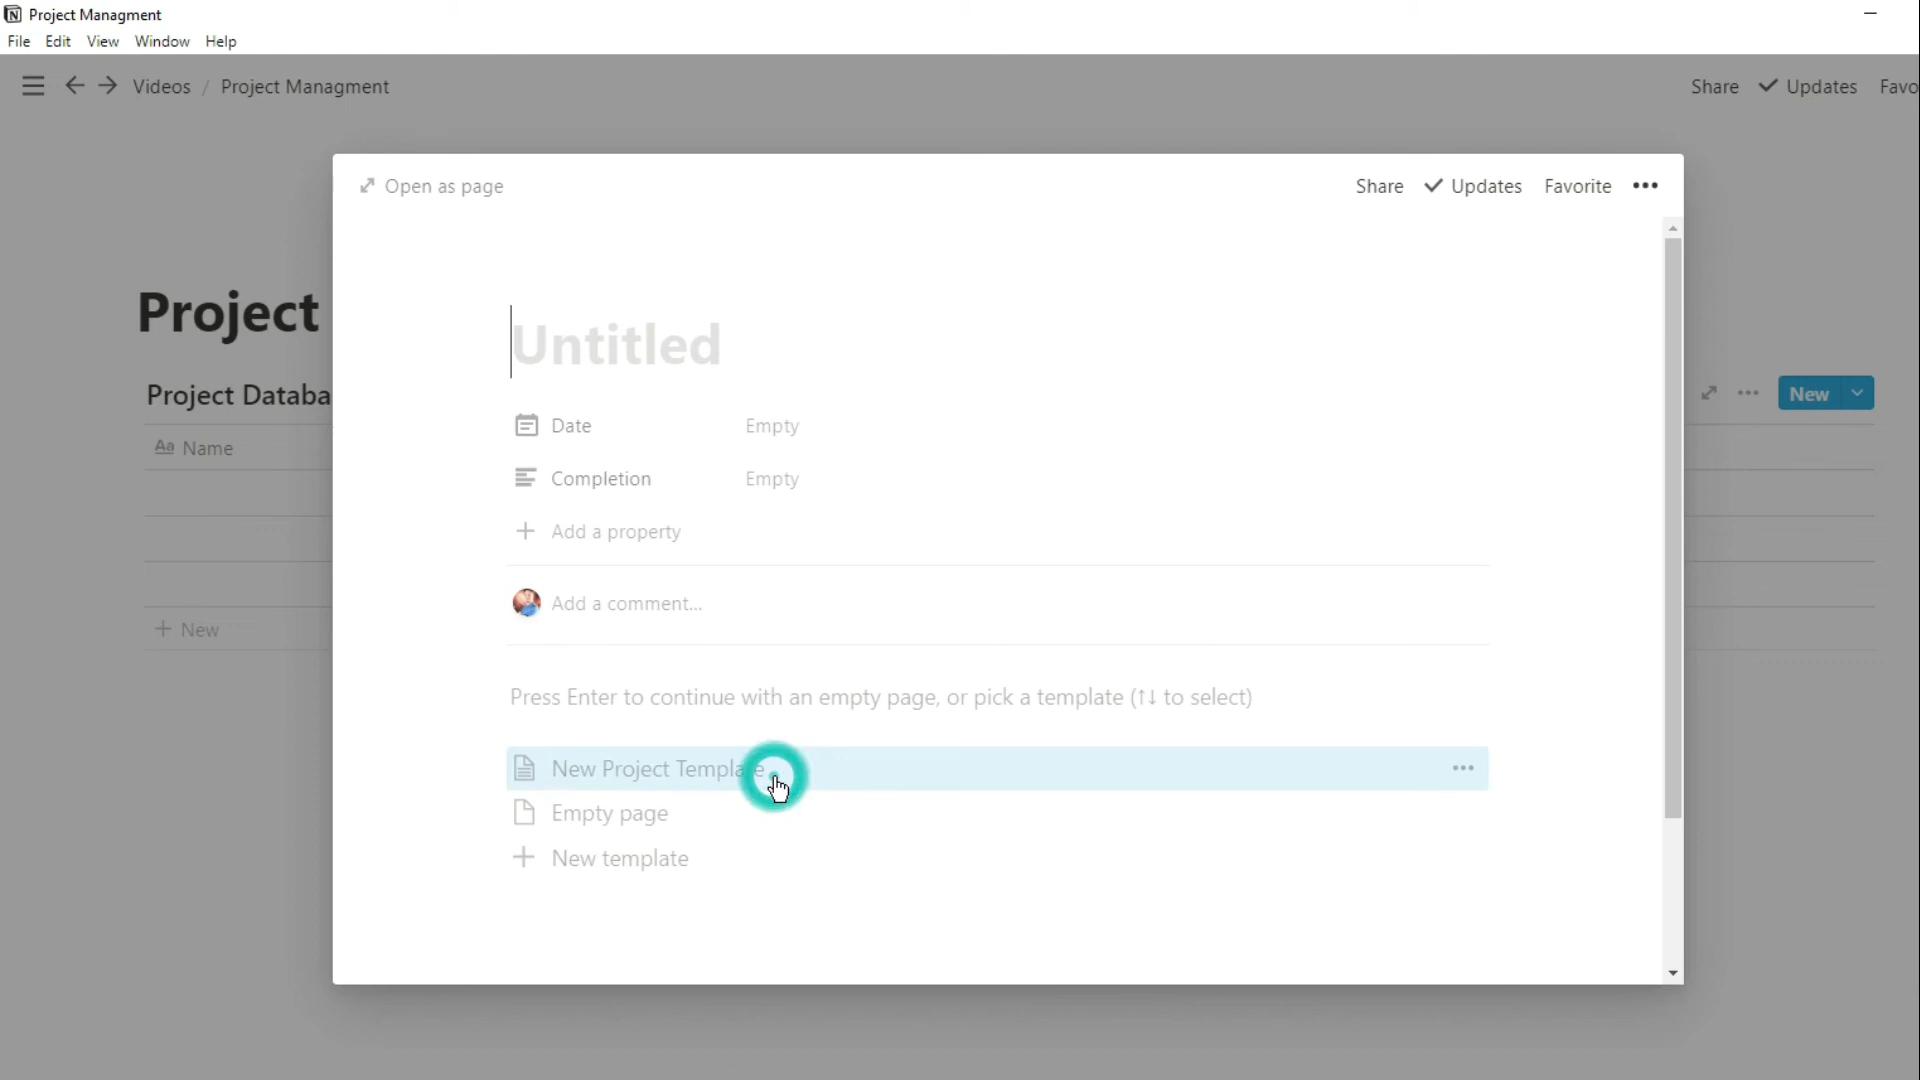 Project Managment
File Edit View Window Help
Videos / Project Managment
Share Updates Favo
Open as page
Share Updates Favorite
Project
Untitled
Project Databa
New
Date Empty
Aa Name
Completion Empty
+ Add a property
Add a comment...
+ New
Press Enter to continue with an empty page, or pick a template (↑↓ to select)
New Project Template
Empty page
+ New template